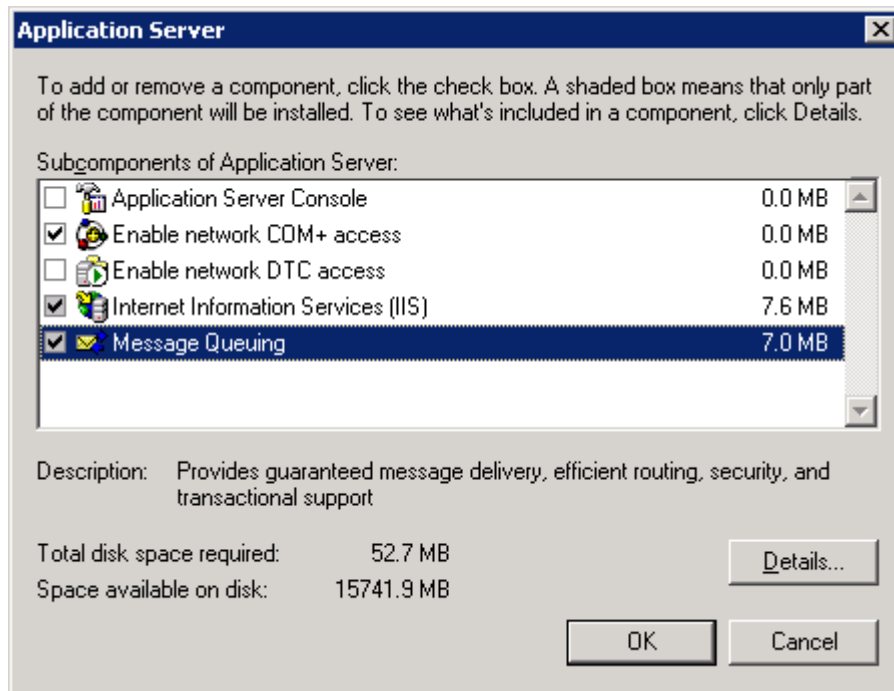 Application Server
To add or remove a component, click the check box. A shaded box means that only part
of the component will be installed. To see what's included in a component, click Details.
Subcomponents of Application Server:
Application Server Console 0.0 MB
Enable network COM+ access 0.0 MB
Enable network DTC access 0.0 MB
Internet Information Services (IIS) 7.6 MB
Message Queuing 7.0 MB
Description: Provides guaranteed message delivery, efficient routing, security, and
transactional support
Total disk space required: 52.7 MB
Space available on disk: 15741.9 MB
Details...
OK Cancel